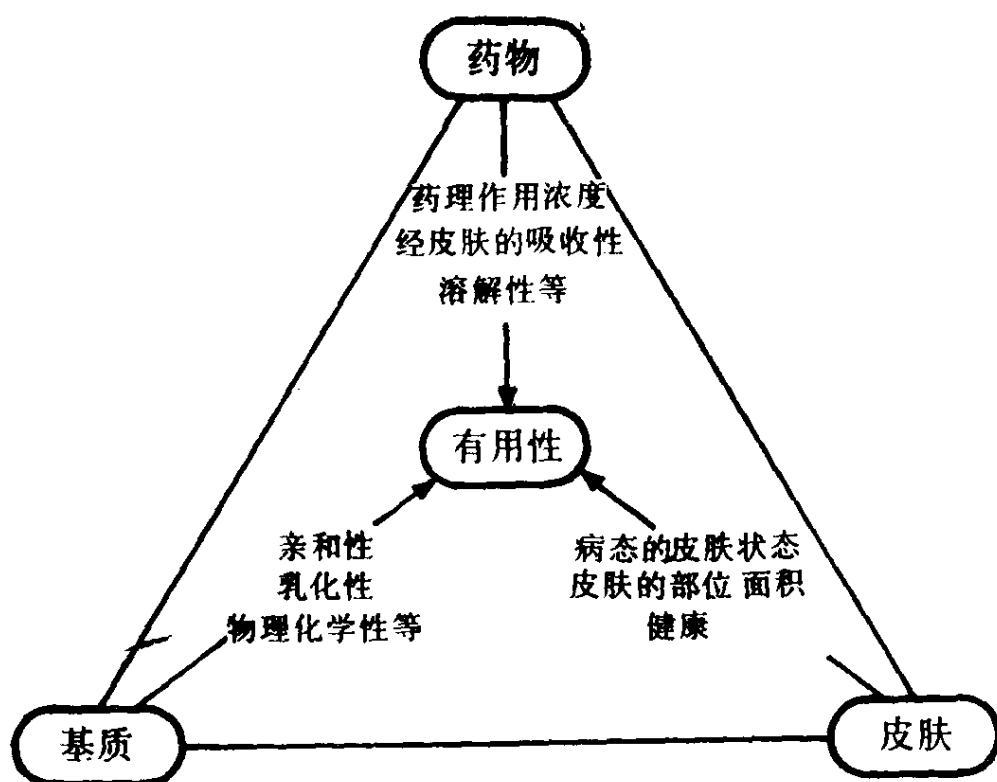 药物
药理作用浓度
经皮肤的吸收性
溶解性等
有用性
亲和性
乳化性
物理化学性等
病态的皮肤状态
皮肤的部位 面积
健康
基质
皮肤